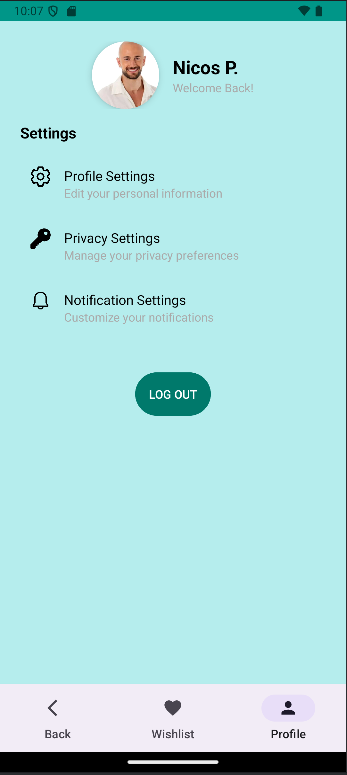 10:07
Nicos P.
Welcome Back!
Settings
Profile Settings
Edit your personal information
Privacy Settings
Manage your privacy preferences
Notification Settings
Customize your notifications
LOG OUT
Back
Wishlist
Profile